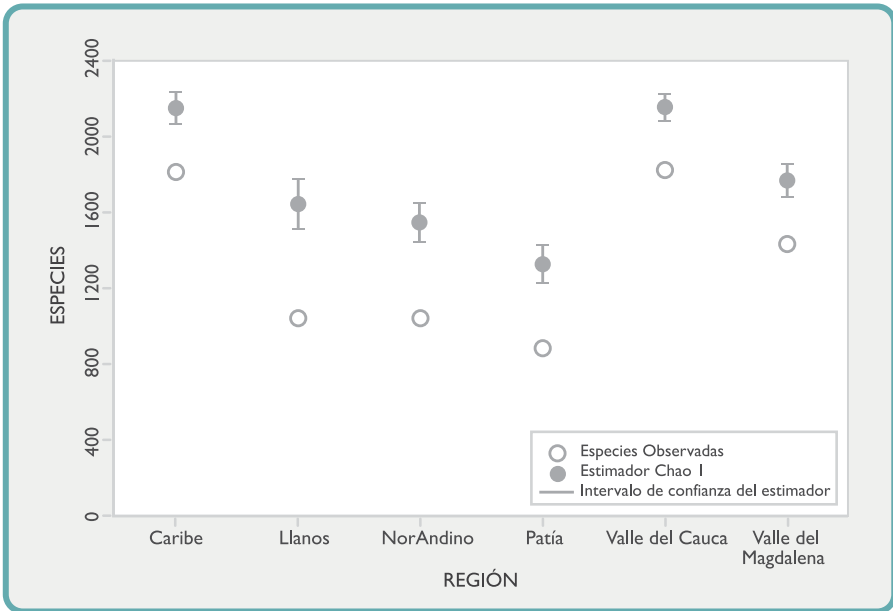 2400
2000
1600
1200
800
400
0
ESPECIES
Especies Observadas
Estimador Chao 1
Intervalo de confianza del estimador
Caribe
Llanos
NorAndino
Patía
Valle del Cauca
Valle del
Magdalena
REGIÓN